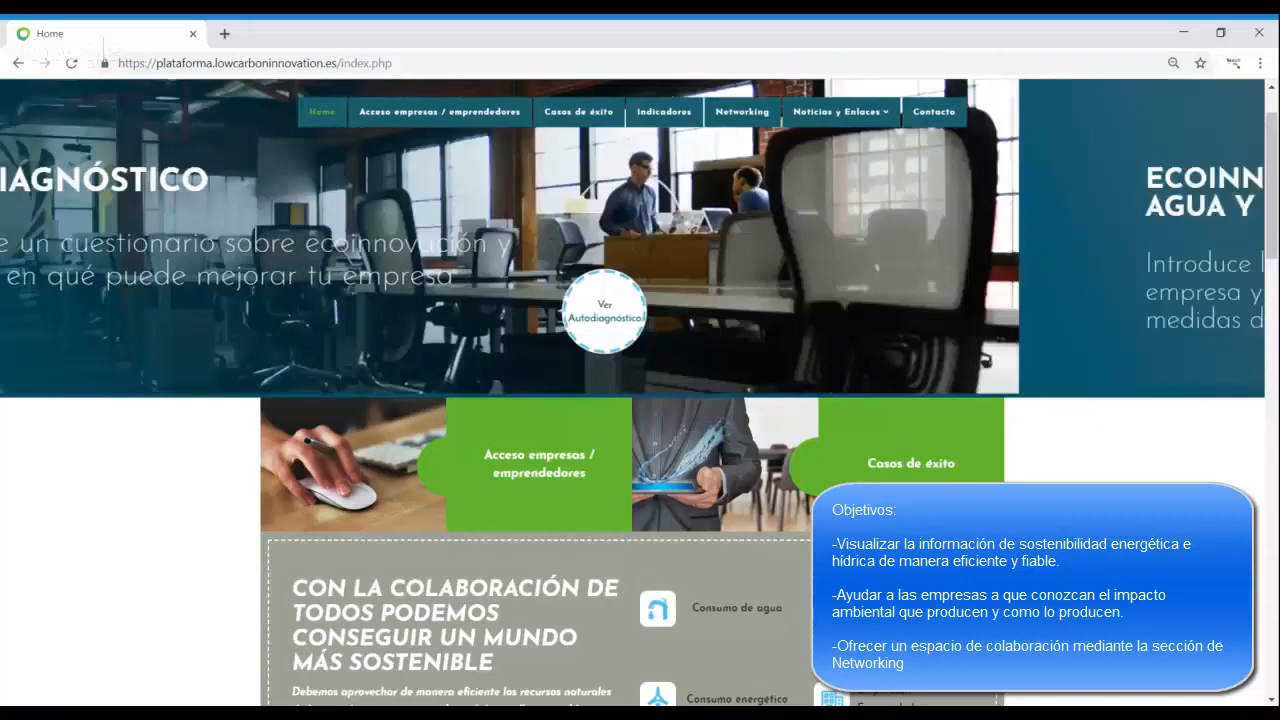 Home
https://plataforma.lowcarboninnovation.es/index.php
Home
Acceso empresas / emprendedores
Casos de éxito
Indicadores
Networking
Noticias y Enlaces
Contacto
IAGNÓSTICO
e un cuestionario sobre ecoinnovación y
en qué puede mejorar tu empresa
Ver
Autodiagnóstico
ECOINN
AGUA Y
Introduce
empresa y
medidas
Acceso empresas /
emprendedores
Casos de éxito
CON LA COLABORACIÓN DE
TODOS PODEMOS
CONSEGUIR UN MUNDO
MÁS SOSTENIBLE
Debemos aprovechar de manera eficiente los recursos naturales
Consumo de agua
Consumo energético
Objetivos:
-Visualizar la información de sostenibilidad energética e
hídrica de manera eficiente y fiable.
-Ayudar a las empresas a que conozcan el impacto
ambiental que producen y como lo producen.
-Ofrecer un espacio de colaboración mediante la sección de
Networking